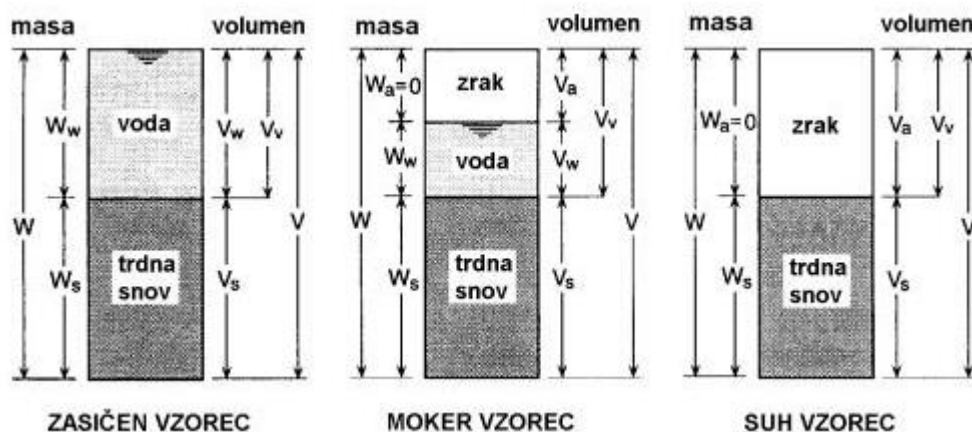 masa volumen
W W_w W_s
voda
trdna
snov
V_w V_v V_s V
ZASIČEN VZOREC
masa volumen
W W_a=0 W_w W_s
zrak
voda
trdna
snov
V_a V_w V_v V_s V
MOKER VZOREC
masa volumen
W W_a=0 W_s
zrak
trdna
snov
V_a V_v V_s V
SUH VZOREC